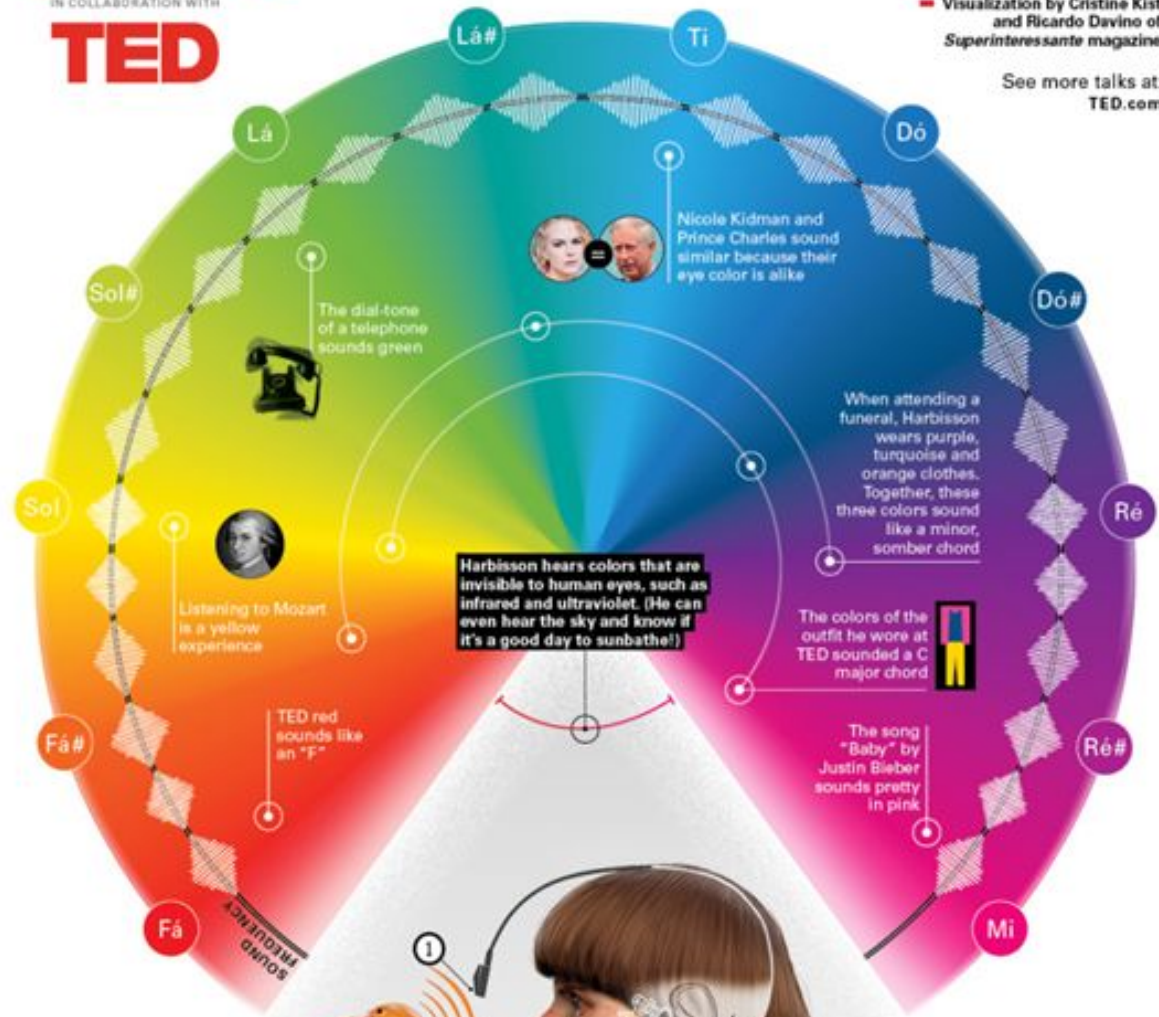 IN COLLABORATION WITH
TED
Visualization by Cristine Kist
and Ricardo Davino of
Superinteressante magazine
See more talks at
TED.com
Lá#
Ti
Lá
Dó
Sol#
Dó#
Sol
Ré
Fá#
Ré#
Fá
Mi
Nicole Kidman and
Prince Charles sound
similar because their
eye color is alike
=
The dial-tone
of a telephone
sounds green
When attending a
funeral, Harbisson
wears purple,
turquoise and
orange clothes.
Together, these
three colors sound
like a minor,
somber chord
Harbisson hears colors that are
invisible to human eyes, such as
infrared and ultraviolet. (He can
even hear the sky and know if
it's a good day to sunbathe!)
Listening to Mozart
is a yellow
experience
The colors of the
outfit he wore at
TED sounded a C
major chord
TED red
sounds like
an "F"
The song
"Baby" by
Justin Bieber
sounds pretty
in pink
SOUND
FREQUENCY
1